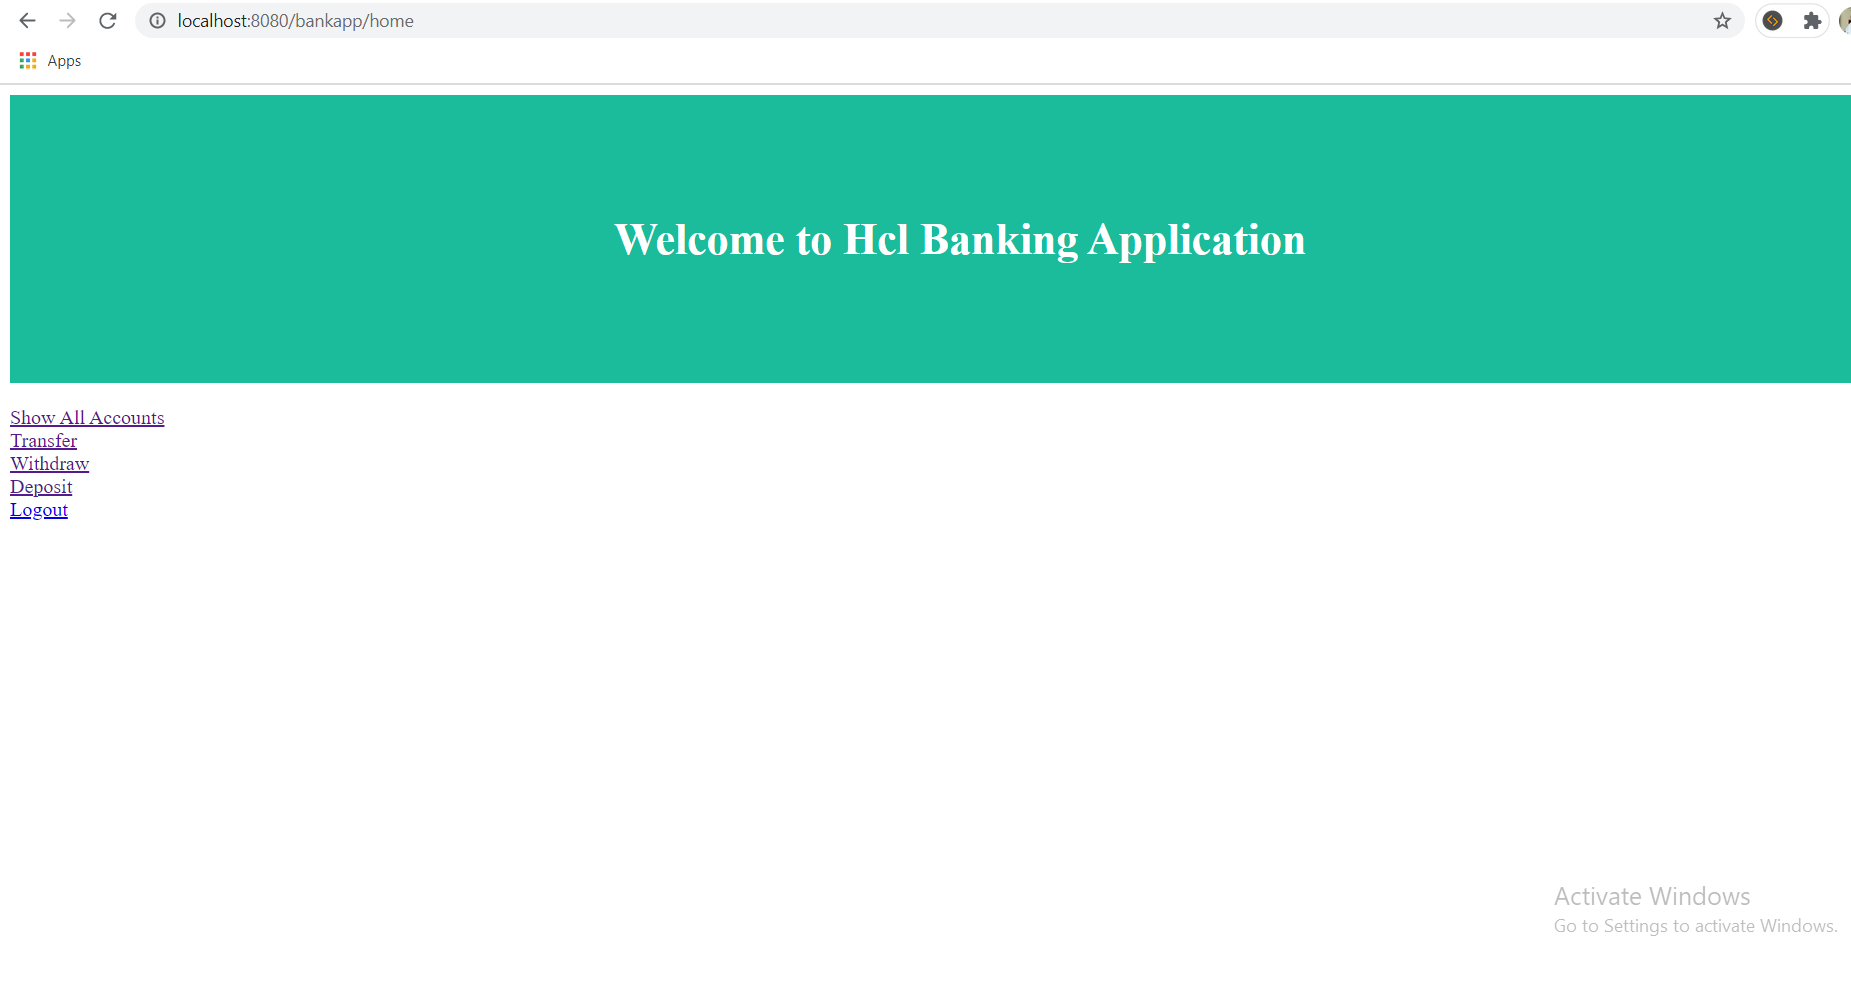 localhost:8080/bankapp/home
Apps
Welcome to Hcl Banking Application
Show All Accounts
Transfer
Withdraw
Deposit
Logout
Activate Windows
Go to Settings to activate Windows.